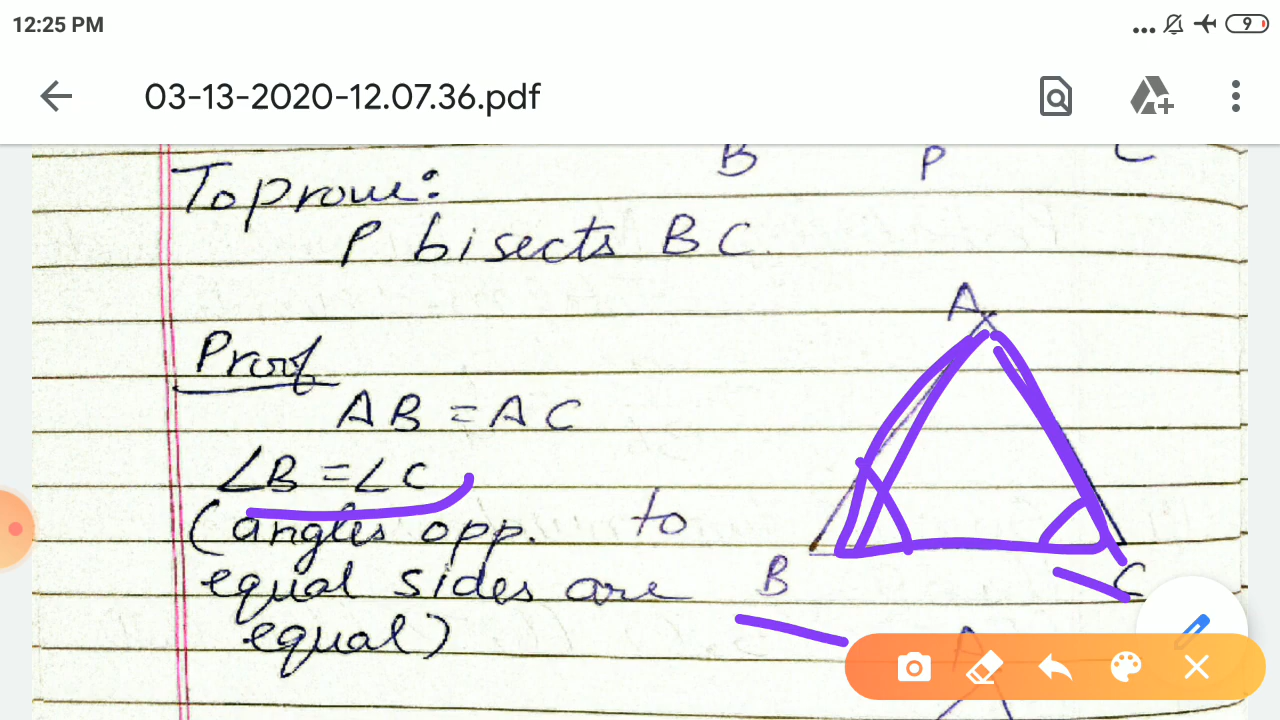 12:25 PM
9
03-13-2020-12.07.36.pdf
B P C
To prove:
P bisects BC.
A
Proof
AB = AC
∠B = ∠C
(angles opp. to
equal sides are
equal)
B C
A